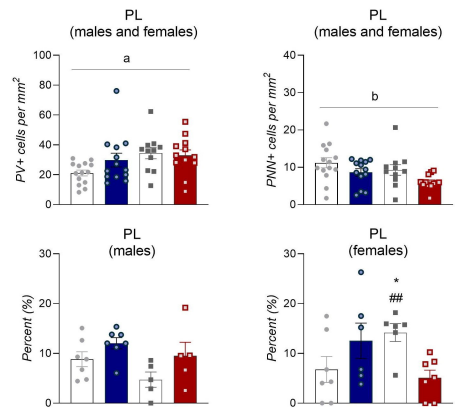 PL
(males and females)
PV+ cells per mm²
100
80
60
40
20
0
a
PL
(males and females)
PNN+ cells per mm²
40
30
20
10
0
b
PL
(males)
Percent (%)
30
20
10
0
PL
(females)
Percent (%)
30
20
10
0
*
##